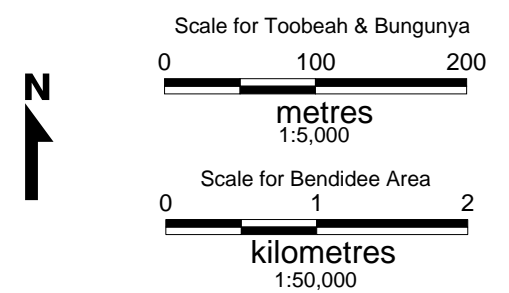 Scale for Toobeah & Bungunya
0 100 200
N
metres
1:5,000
Scale for Bendidee Area
0 1 2
kilometres
1:50,000